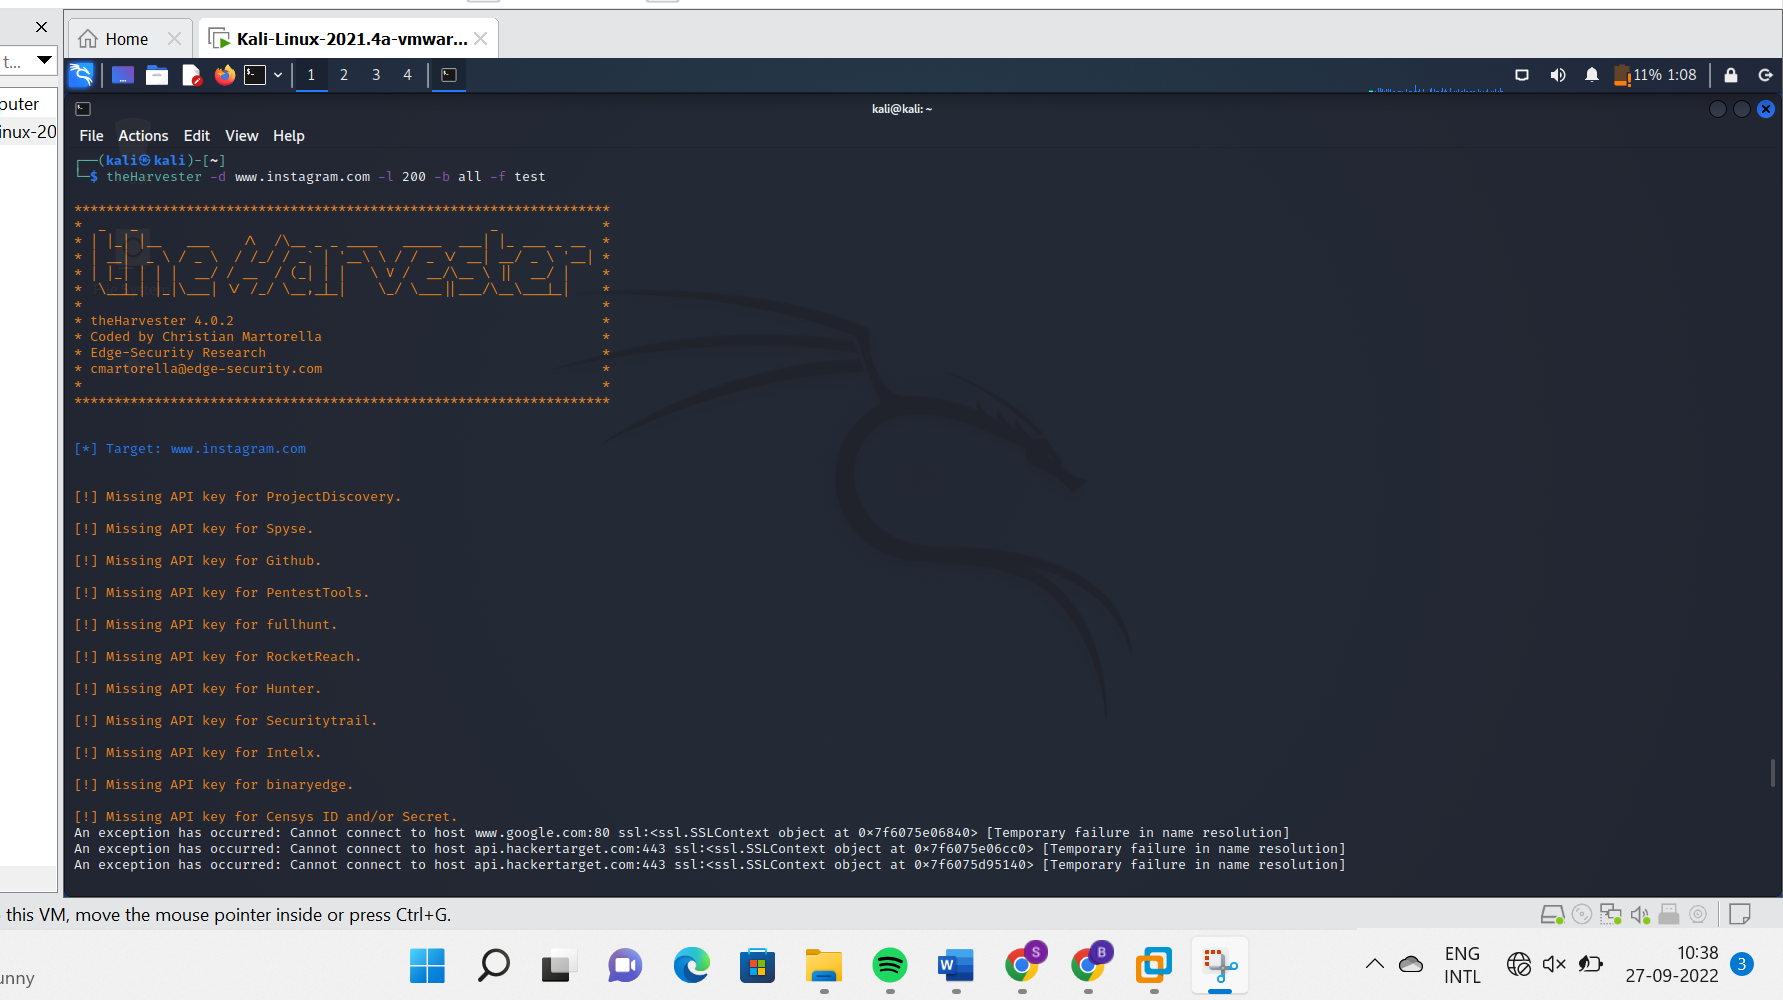 Home
Kali-Linux-2021.4a-vmwar...
t...
1 2 3 4
11% 1:08
puter
inux-20
kali@kali: ~
File Actions Edit View Help
(kali㉿kali)-[~]
$ theHarvester -d www.instagram.com -l 200 -b all -f test
* theHarvester 4.0.2 *
* Coded by Christian Martorella *
* Edge-Security Research *
* cmartorella@edge-security.com *
[*] Target: www.instagram.com
[!] Missing API key for ProjectDiscovery.
[!] Missing API key for Spyse.
[!] Missing API key for Github.
[!] Missing API key for PentestTools.
[!] Missing API key for fullhunt.
[!] Missing API key for RocketReach.
[!] Missing API key for Hunter.
[!] Missing API key for Securitytrail.
[!] Missing API key for Intelx.
[!] Missing API key for binaryedge.
[!] Missing API key for Censys ID and/or Secret.
An exception has occurred: Cannot connect to host www.google.com:80 ssl:<ssl.SSLContext object at 0x7f6075e06840> [Temporary failure in name resolution]
An exception has occurred: Cannot connect to host api.hackertarget.com:443 ssl:<ssl.SSLContext object at 0x7f6075e06cc0> [Temporary failure in name resolution]
An exception has occurred: Cannot connect to host api.hackertarget.com:443 ssl:<ssl.SSLContext object at 0x7f6075d95140> [Temporary failure in name resolution]
this VM, move the mouse pointer inside or press Ctrl+G.
unny
S
B
W
ENG
INTL
10:38
27-09-2022
3